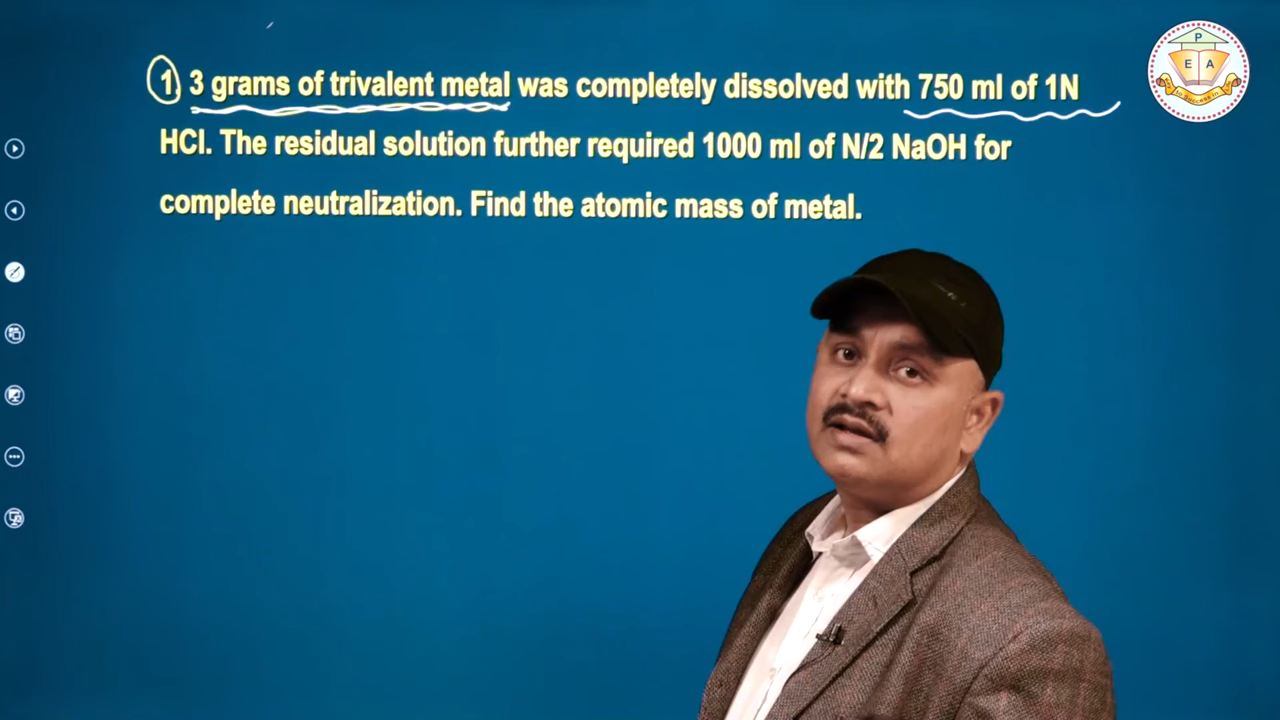 1. 3 grams of trivalent metal was completely dissolved with 750 ml of 1N
HCl. The residual solution further required 1000 ml of N/2 NaOH for
complete neutralization. Find the atomic mass of metal.
P
E A